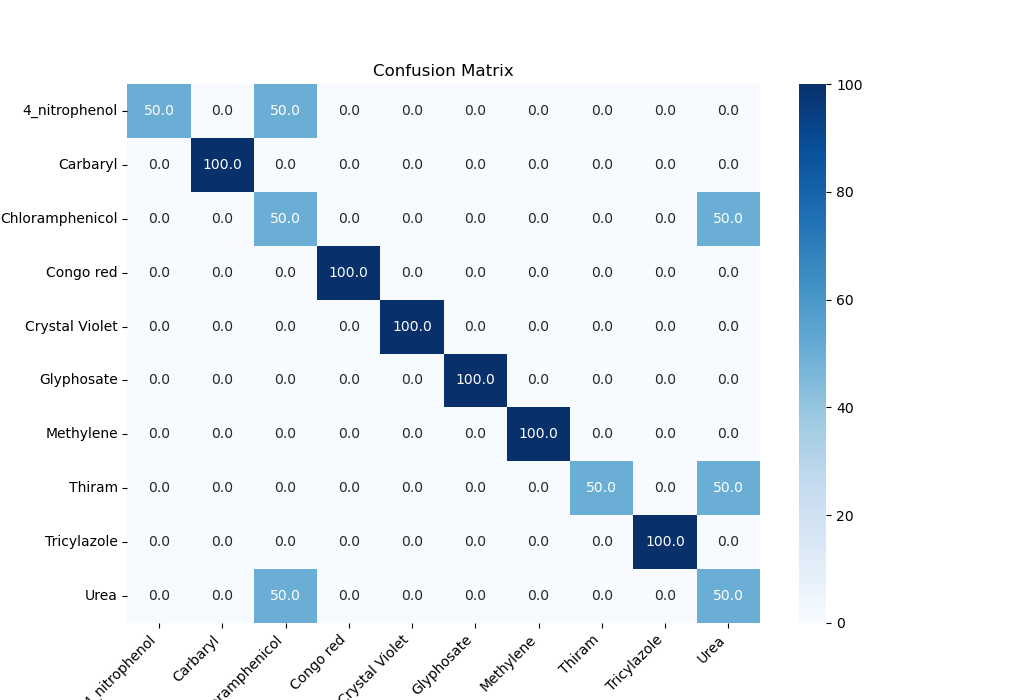 Confusion Matrix
4_nitrophenol 50.0 0.0 50.0 0.0 0.0 0.0 0.0 0.0 0.0 0.0
Carbaryl 0.0 100.0 0.0 0.0 0.0 0.0 0.0 0.0 0.0 0.0
Chloramphenicol 0.0 0.0 50.0 0.0 0.0 0.0 0.0 0.0 0.0 50.0
Congo red 0.0 0.0 0.0 100.0 0.0 0.0 0.0 0.0 0.0 0.0
Crystal Violet 0.0 0.0 0.0 0.0 100.0 0.0 0.0 0.0 0.0 0.0
Glyphosate 0.0 0.0 0.0 0.0 0.0 100.0 0.0 0.0 0.0 0.0
Methylene 0.0 0.0 0.0 0.0 0.0 0.0 100.0 0.0 0.0 0.0
Thiram 0.0 0.0 0.0 0.0 0.0 0.0 0.0 50.0 0.0 50.0
Tricylazole 0.0 0.0 0.0 0.0 0.0 0.0 0.0 0.0 100.0 0.0
Urea 0.0 0.0 50.0 0.0 0.0 0.0 0.0 0.0 0.0 50.0
4_nitrophenol Carbaryl ramphenicol Congo red Crystal Violet Glyphosate Methylene Thiram Tricylazole Urea
100
80
60
40
20
0